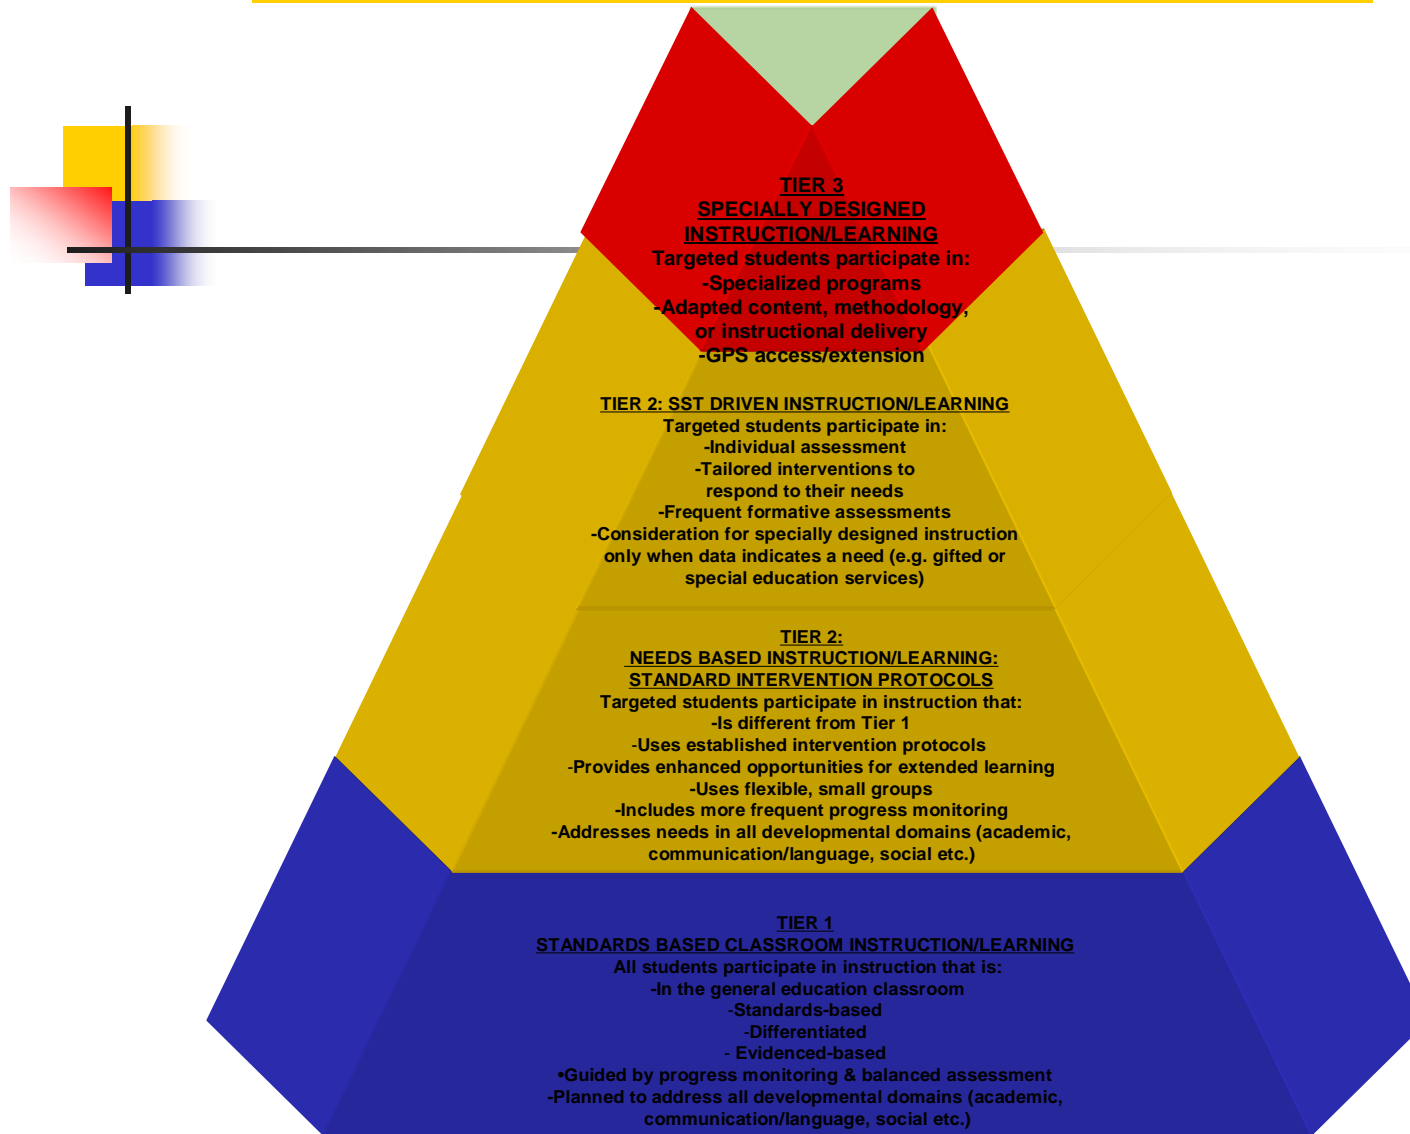 TIER 3
SPECIALLY DESIGNED
INSTRUCTION/LEARNING
Targeted students participate in:
-Specialized programs
-Adapted content, methodology,
or instructional delivery
-GPS access/extension
TIER 2: SST DRIVEN INSTRUCTION/LEARNING
Targeted students participate in:
-Individual assessment
-Tailored interventions to
respond to their needs
-Frequent formative assessments
-Consideration for specially designed instruction
only when data indicates a need (e.g. gifted or
special education services)
TIER 2:
NEEDS BASED INSTRUCTION/LEARNING:
STANDARD INTERVENTION PROTOCOLS
Targeted students participate in instruction that:
-Is different from Tier 1
-Uses established intervention protocols
-Provides enhanced opportunities for extended learning
-Uses flexible, small groups
-Includes more frequent progress monitoring
-Addresses needs in all developmental domains (academic,
communication/language, social etc.)
TIER 1
STANDARDS BASED CLASSROOM INSTRUCTION/LEARNING
All students participate in instruction that is:
-In the general education classroom
-Standards-based
-Differentiated
- Evidenced-based
•Guided by progress monitoring & balanced assessment
-Planned to address all developmental domains (academic,
communication/language, social etc.)